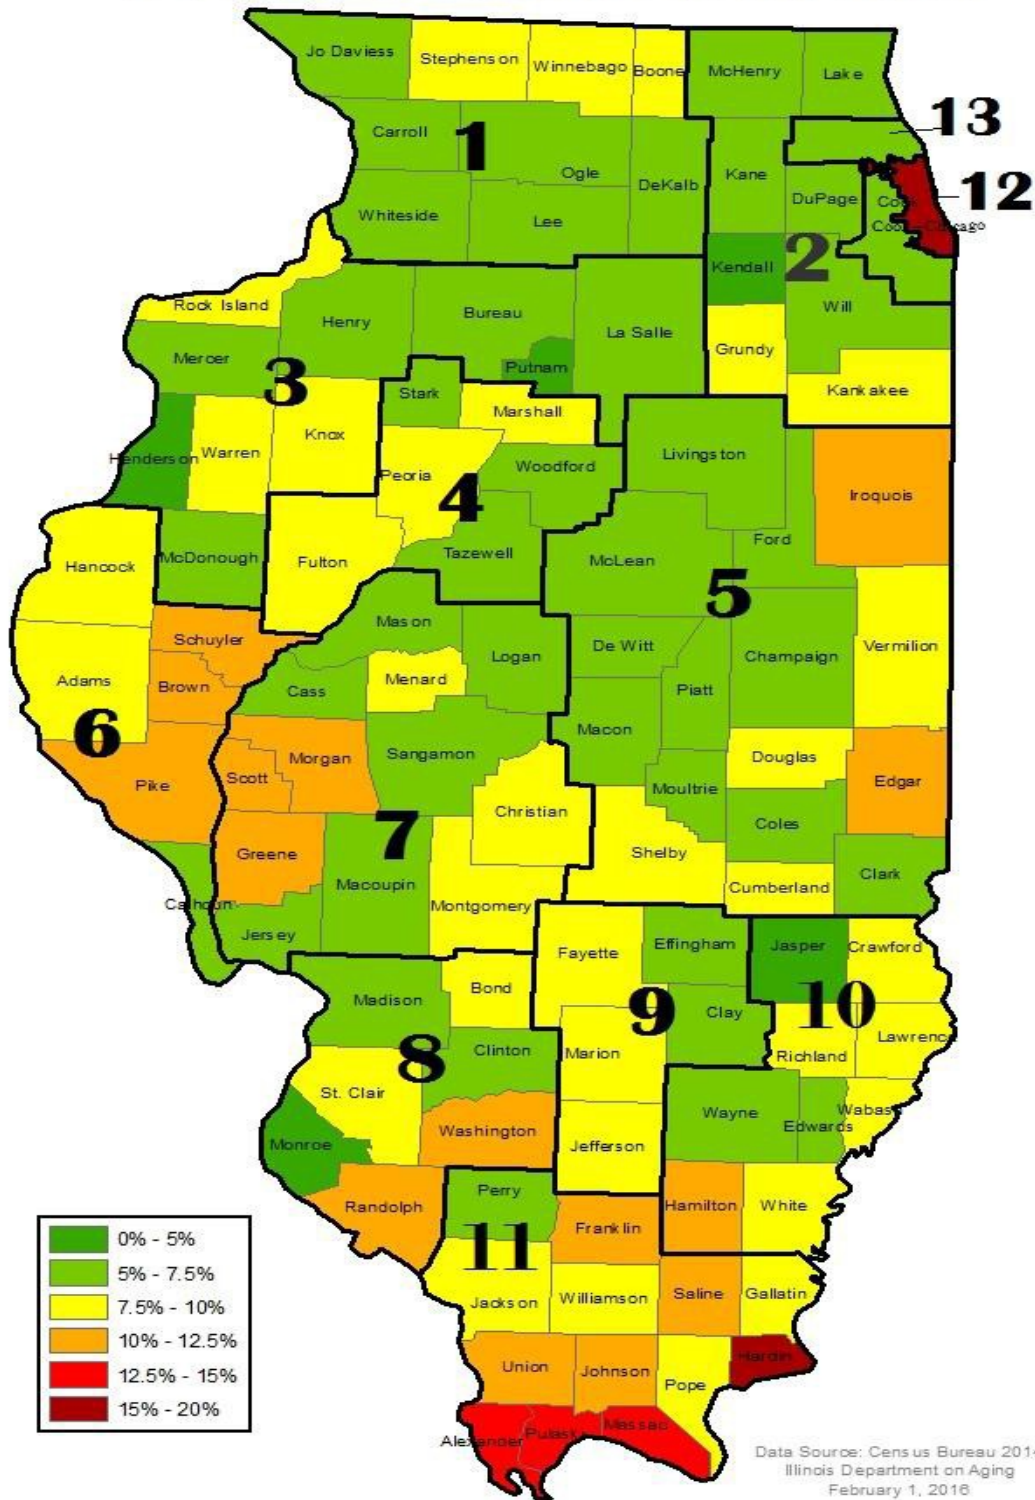 Jo Daviess
Stephenson
Winnebago
Boone
McHenry
Lake
13
Carroll
1
Ogle
DeKalb
Kane
DuPage
12
Whiteside
Lee
Kendall
2
Rock Island
Henry
Bureau
La Salle
Will
Grundy
Mercer
Putnam
3
Stark
Marshall
Kankakee
Henderson
Warren
Knox
Peoria
Woodford
Livingston
4
Iroquois
Hancock
McDonough
Fulton
Tazewell
McLean
Ford
5
Schuyler
Mason
Logan
De Witt
Champaign
Vermilion
Adams
Brown
Cass
Menard
Piatt
6
Macon
Pike
Scott
Morgan
Sangamon
Douglas
Moultrie
Edgar
7
Christian
Coles
Greene
Shelby
Macoupin
Cumberland
Clark
Calhoun
Montgomery
Jersey
Fayette
Effingham
Jasper
Crawford
Madison
Bond
9
Clay
10
8
Clinton
Marion
Richland
Lawrenc
St. Clair
Wayne
Edwards
Wabas
Monroe
Washington
Jefferson
Randolph
Perry
Franklin
Hamilton
White
11
Jackson
Williamson
Saline
Gallatin
Union
Johnson
Pope
Hardin
Alexander
Pulaski
Massac
0% - 5%
5% - 7.5%
7.5% - 10%
10% - 12.5%
12.5% - 15%
15% - 20%
Data Source: Census Bureau 2014
Illinois Department on Aging
February 1, 2016